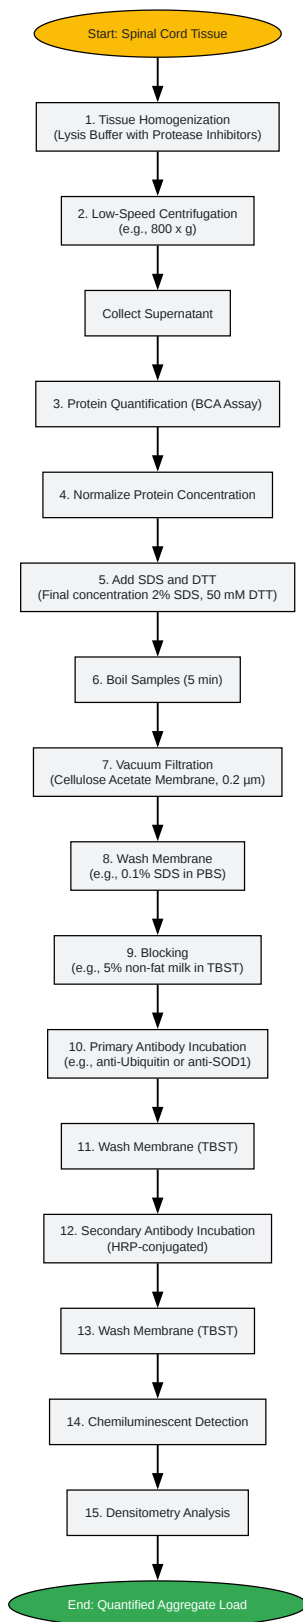 Start: Spinal Cord Tissue
1. Tissue Homogenization
(Lysis Buffer with Protease Inhibitors)
2. Low-Speed Centrifugation
(e.g., 800 x g)
Collect Supernatant
3. Protein Quantification (BCA Assay)
4. Normalize Protein Concentration
5. Add SDS and DTT
(Final concentration 2% SDS, 50 mM DTT)
6. Boil Samples (5 min)
7. Vacuum Filtration
(Cellulose Acetate Membrane, 0.2 µm)
8. Wash Membrane
(e.g., 0.1% SDS in PBS)
9. Blocking
(e.g., 5% non-fat milk in TBST)
10. Primary Antibody Incubation
(e.g., anti-Ubiquitin or anti-SOD1)
11. Wash Membrane (TBST)
12. Secondary Antibody Incubation
(HRP-conjugated)
13. Wash Membrane (TBST)
14. Chemiluminescent Detection
15. Densitometry Analysis
End: Quantified Aggregate Load